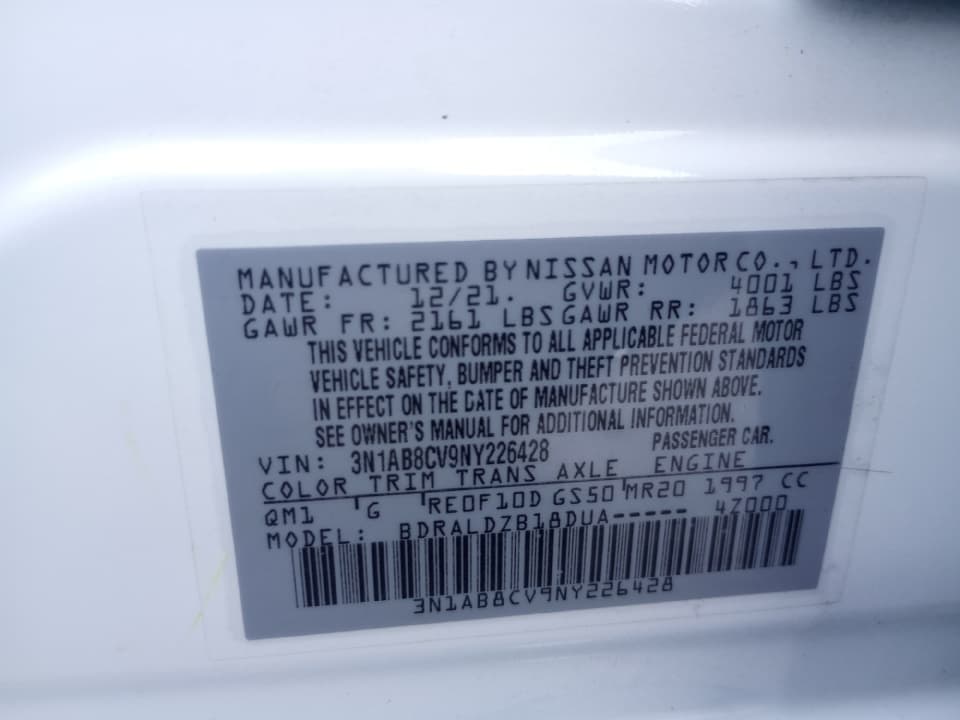 MANUFACTURED BY NISSAN MOTOR CO., LTD.
DATE: 12/21. GVWR: 4001 LBS
GAWR FR: 2161 LBS GAWR RR: 1863 LBS
THIS VEHICLE CONFORMS TO ALL APPLICABLE FEDERAL MOTOR
VEHICLE SAFETY, BUMPER AND THEFT PREVENTION STANDARDS
IN EFFECT ON THE DATE OF MANUFACTURE SHOWN ABOVE.
SEE OWNER'S MANUAL FOR ADDITIONAL INFORMATION.
VIN: 3N1AB8CV9NY226428 PASSENGER CAR.
COLOR TRIM TRANS AXLE ENGINE
QM1 G RE0F10D GS50 MR20 1997 CC
MODEL: BDRALDZB18DUA----- 4Z000
3N1AB8CV9NY226428